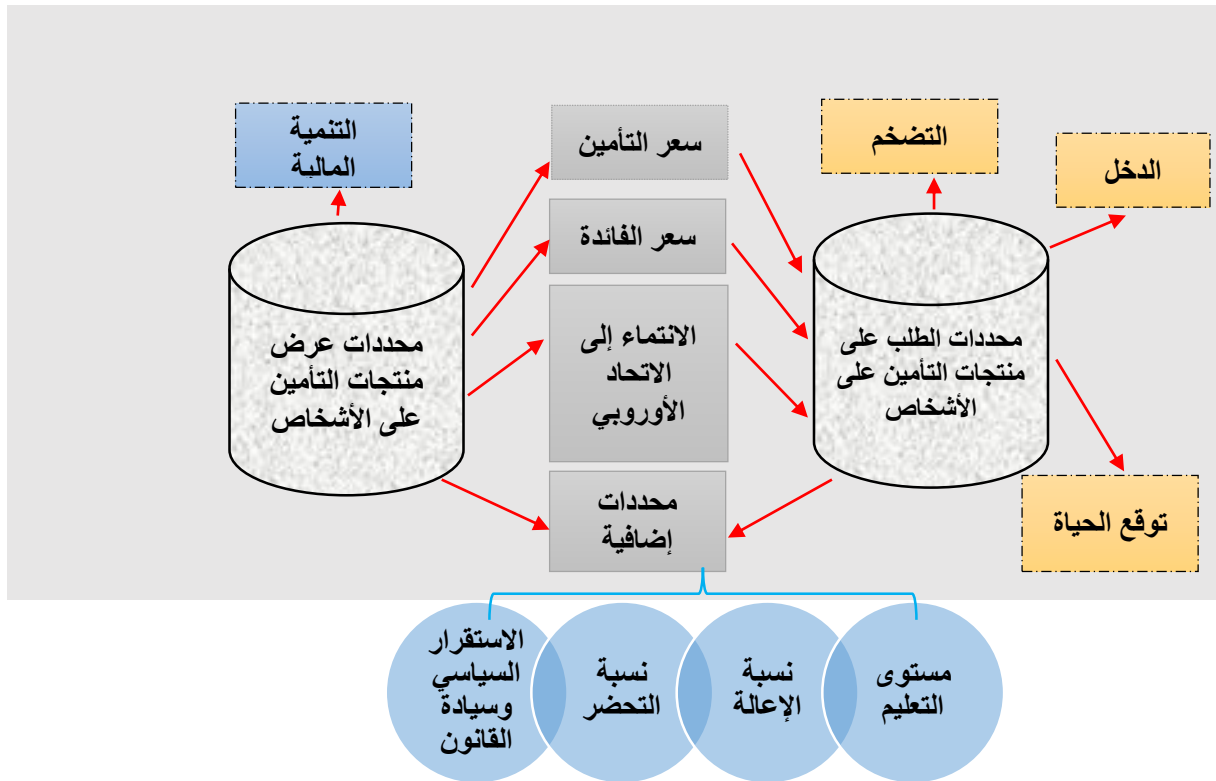 التنمية
المالية
سعر التأمين
التضخم
الدخل
سعر الفائدة
محددات عرض
منتجات التأمين
على الأشخاص
الانتماء إلى
الاتحاد
الأوروبي
محددات الطلب على
منتجات التأمين على
الأشخاص
محددات
إضافية
توقع الحياة
الاستقرار
السياسي
وسيادة
القانون
نسبة
التحضر
نسبة
الإعالة
مستوى
التعليم